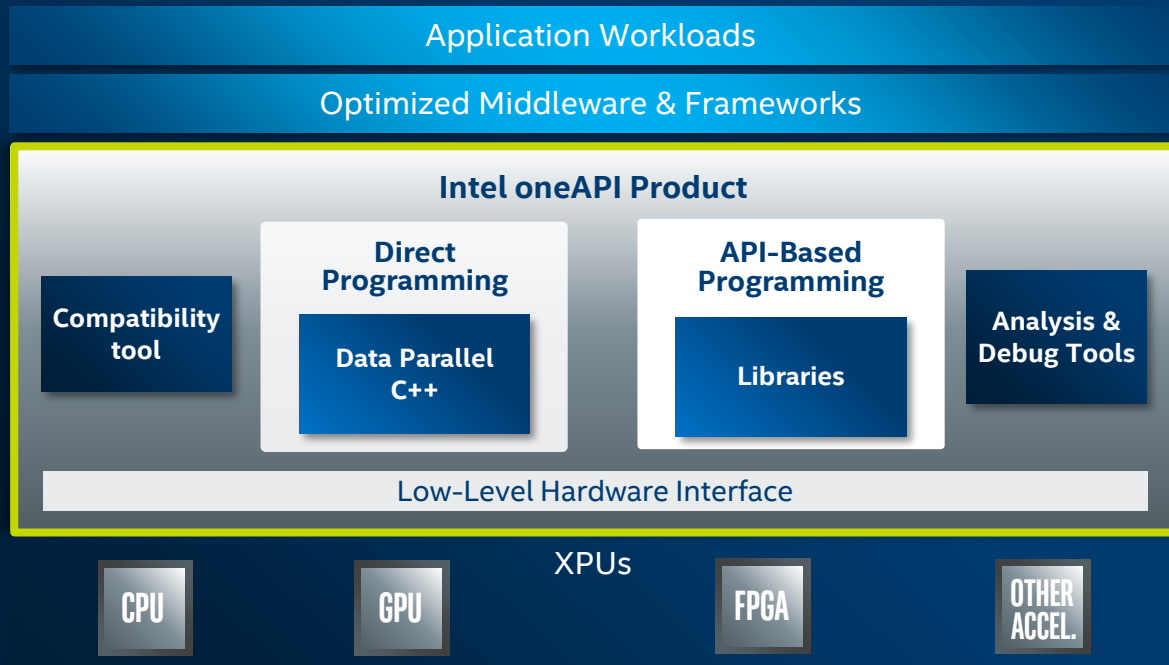 Application Workloads
Optimized Middleware & Frameworks
Intel oneAPI Product
Direct
Programming
API-Based
Programming
Compatibility
tool
Data Parallel
C++
Libraries
Analysis &
Debug Tools
Low-Level Hardware Interface
XPUs
CPU
GPU
FPGA
OTHER
ACCEL.